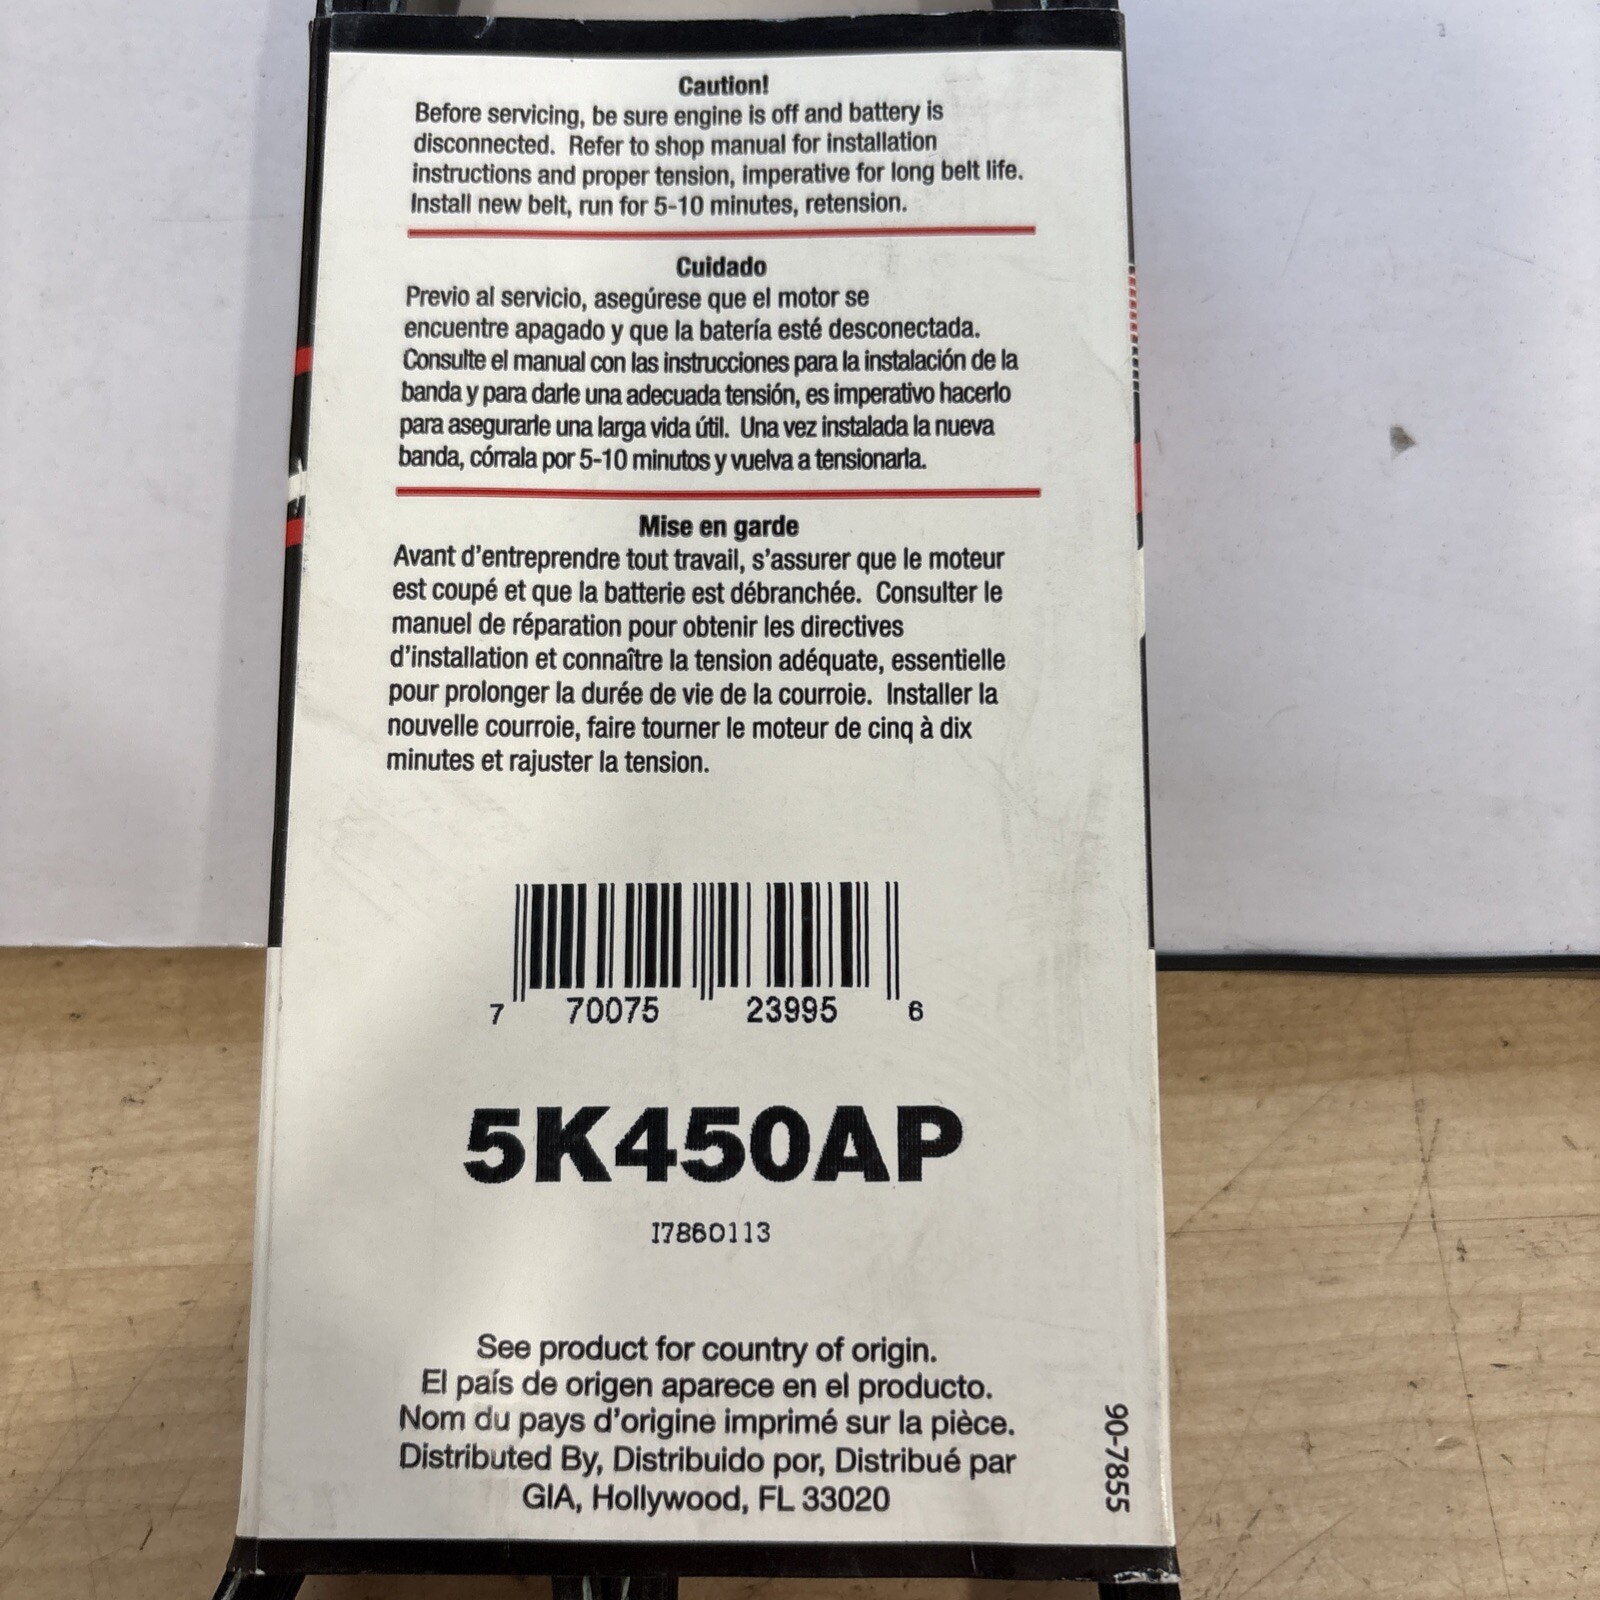 Caution!
Before servicing, be sure engine is off and battery is
disconnected. Refer to shop manual for installation
instructions and proper tension, imperative for long belt life.
Install new belt, run for 5-10 minutes, retension.
Cuidado
Previo al servicio, asegúrese que el motor se
encuentre apagado y que la batería esté desconectada.
Consulte el manual con las instrucciones para la instalación de la
banda y para darle una adecuada tensión, es imperativo hacerlo
para asegurarle una larga vida útil. Una vez instalada la nueva
banda, córrala por 5-10 minutos y vuelva a tensionarla.
Mise en garde
Avant d'entreprendre tout travail, s'assurer que le moteur
est coupé et que la batterie est débranchée. Consulter le
manuel de réparation pour obtenir les directives
d'installation et connaître la tension adéquate, essentielle
pour prolonger la durée de vie de la courroie. Installer la
nouvelle courroie, faire tourner le moteur de cinq à dix
minutes et rajuster la tension.
7 70075 23995 6
5K450AP
I7860113
See product for country of origin.
El país de origen aparece en el producto.
Nom du pays d'origine imprimé sur la pièce.
Distributed By, Distribuido por, Distribué par
GIA, Hollywood, FL 33020
90-7855